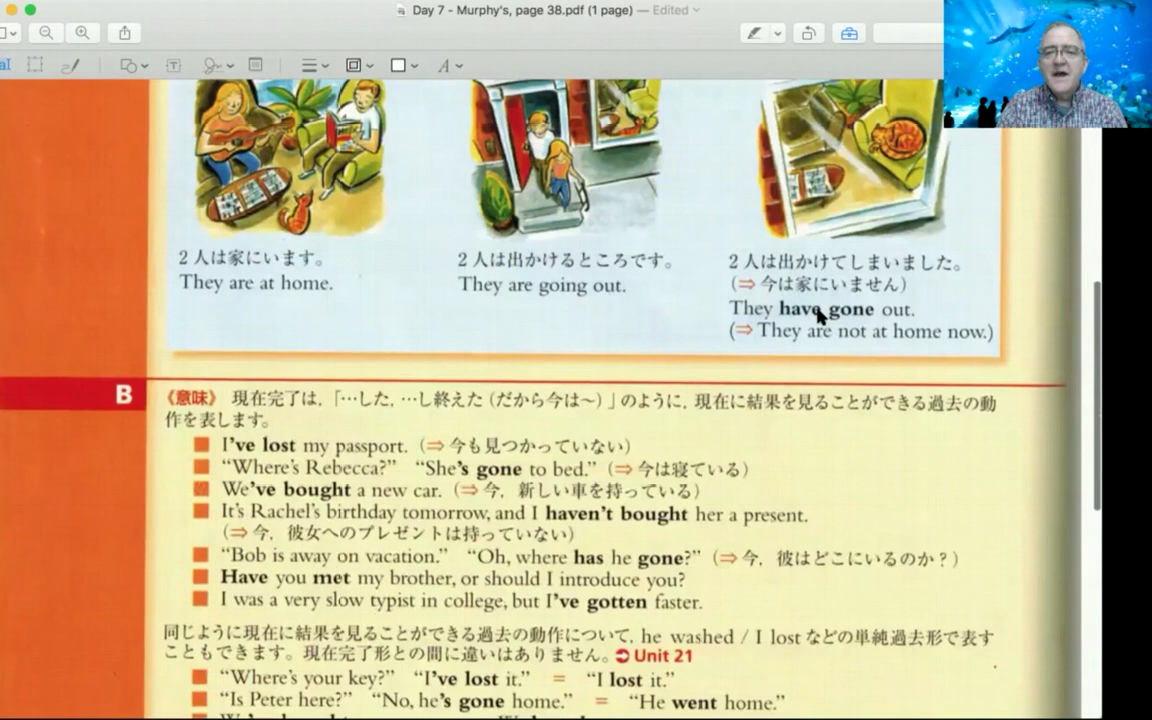 Day 7 - Murphy's, page 38.pdf (1 page) — Edited
2人は家にいます。
They are at home.
2人は出かけるところです。
They are going out.
2人は出かけてしまいました。
(⇒ 今は家にいません)
They have gone out.
(⇒ They are not at home now.)
B
《意味》 現在完了は,「…した, …し終えた (だから今は〜)」のように, 現在に結果を見ることができる過去の動
作を表します。
I've lost my passport. (⇒ 今も見つかっていない)
"Where's Rebecca?" "She's gone to bed." (⇒ 今は寝ている)
We've bought a new car. (⇒ 今, 新しい車を持っている)
It's Rachel's birthday tomorrow, and I haven't bought her a present.
(⇒ 今, 彼女へのプレゼントは持っていない)
"Bob is away on vacation." "Oh, where has he gone?" (⇒ 今, 彼はどこにいるのか?)
Have you met my brother, or should I introduce you?
I was a very slow typist in college, but I've gotten faster.
同じように現在に結果を見ることができる過去の動作について, he washed / I lost などの単純過去形で表す
こともできます。現在完了形との間に違いはありません。 Unit 21
"Where's your key?" "I've lost it." = "I lost it."
"Is Peter here?" "No, he's gone home." = "He went home."